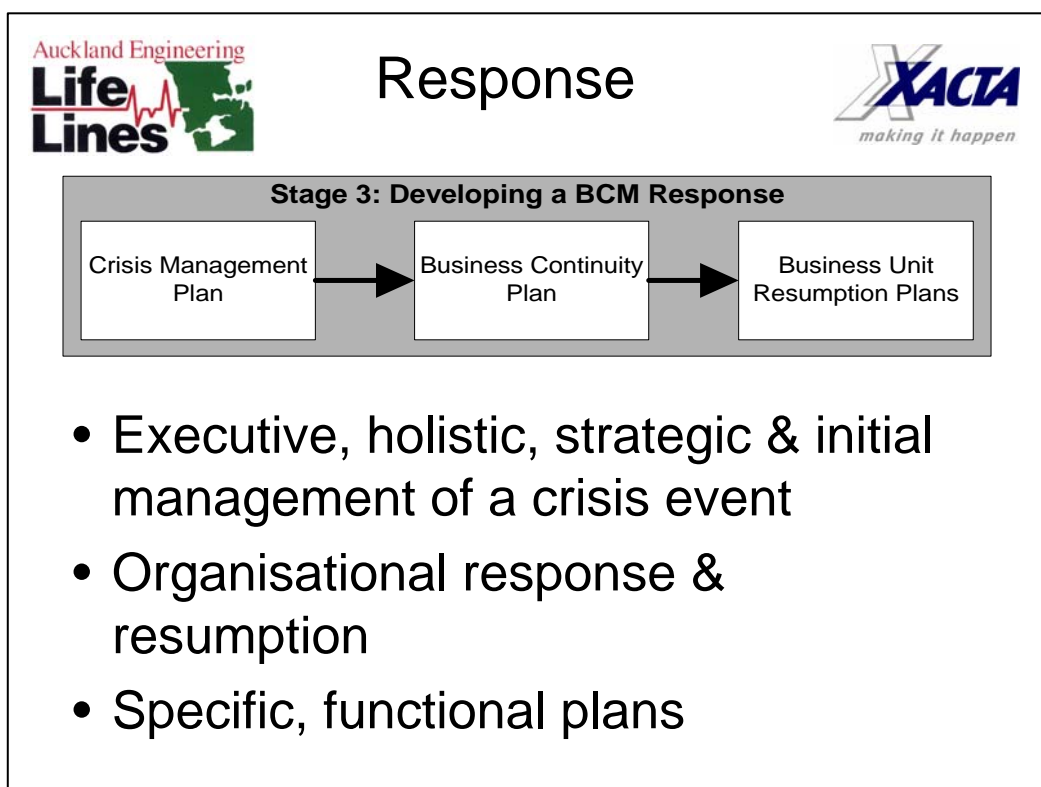 Auckland Engineering
Life
Lines
Response
XACTA
making it happen
Stage 3: Developing a BCM Response
Crisis Management
Plan
Business Continuity
Plan
Business Unit
Resumption Plans
• Executive, holistic, strategic & initial
management of a crisis event
• Organisational response &
resumption
• Specific, functional plans